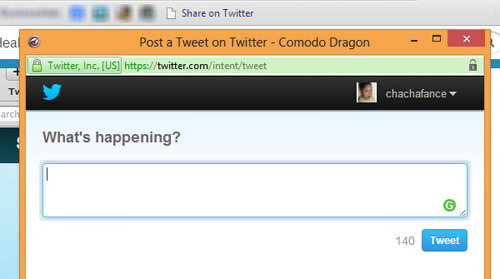 Share on Twitter
Post a Tweet on Twitter - Comodo Dragon
Twitter, Inc. [US] https://twitter.com/intent/tweet
chachafance
What's happening?
G
140 Tweet